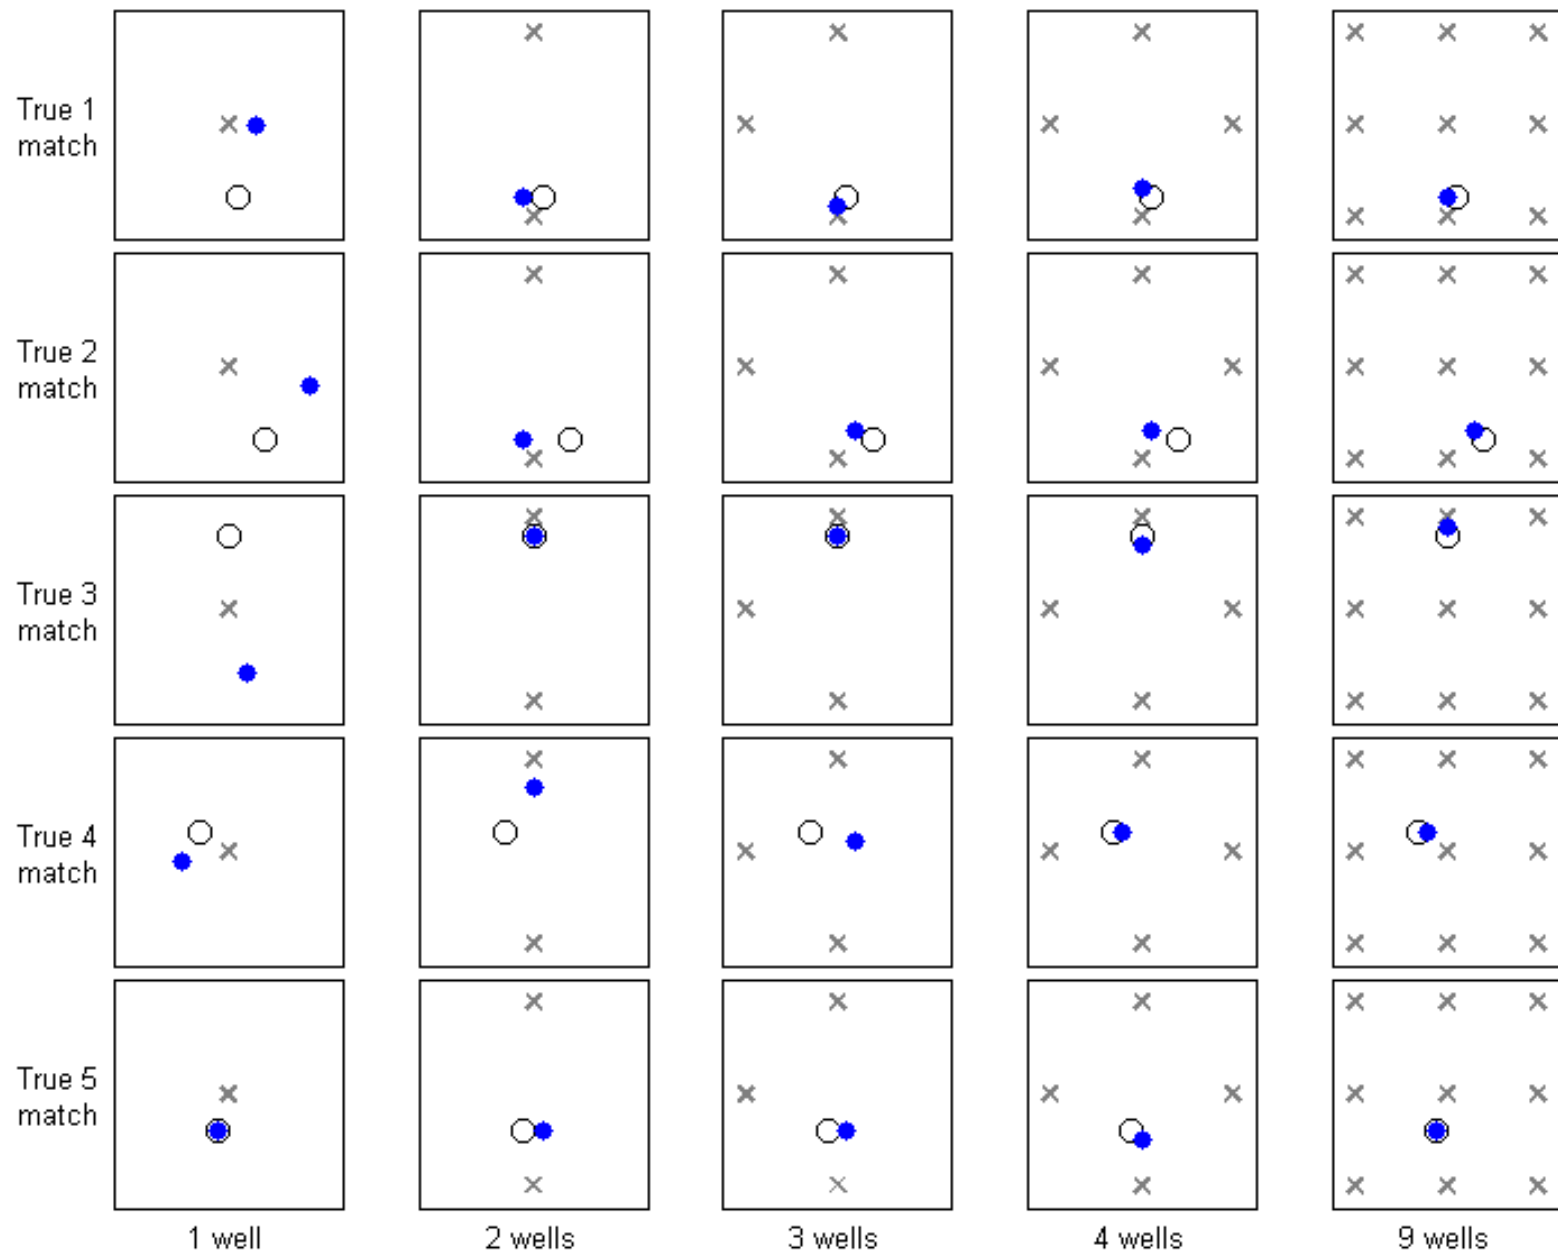 True 1
match
True 2
match
True 3
match
True 4
match
True 5
match
1 well
2 wells
3 wells
4 wells
9 wells